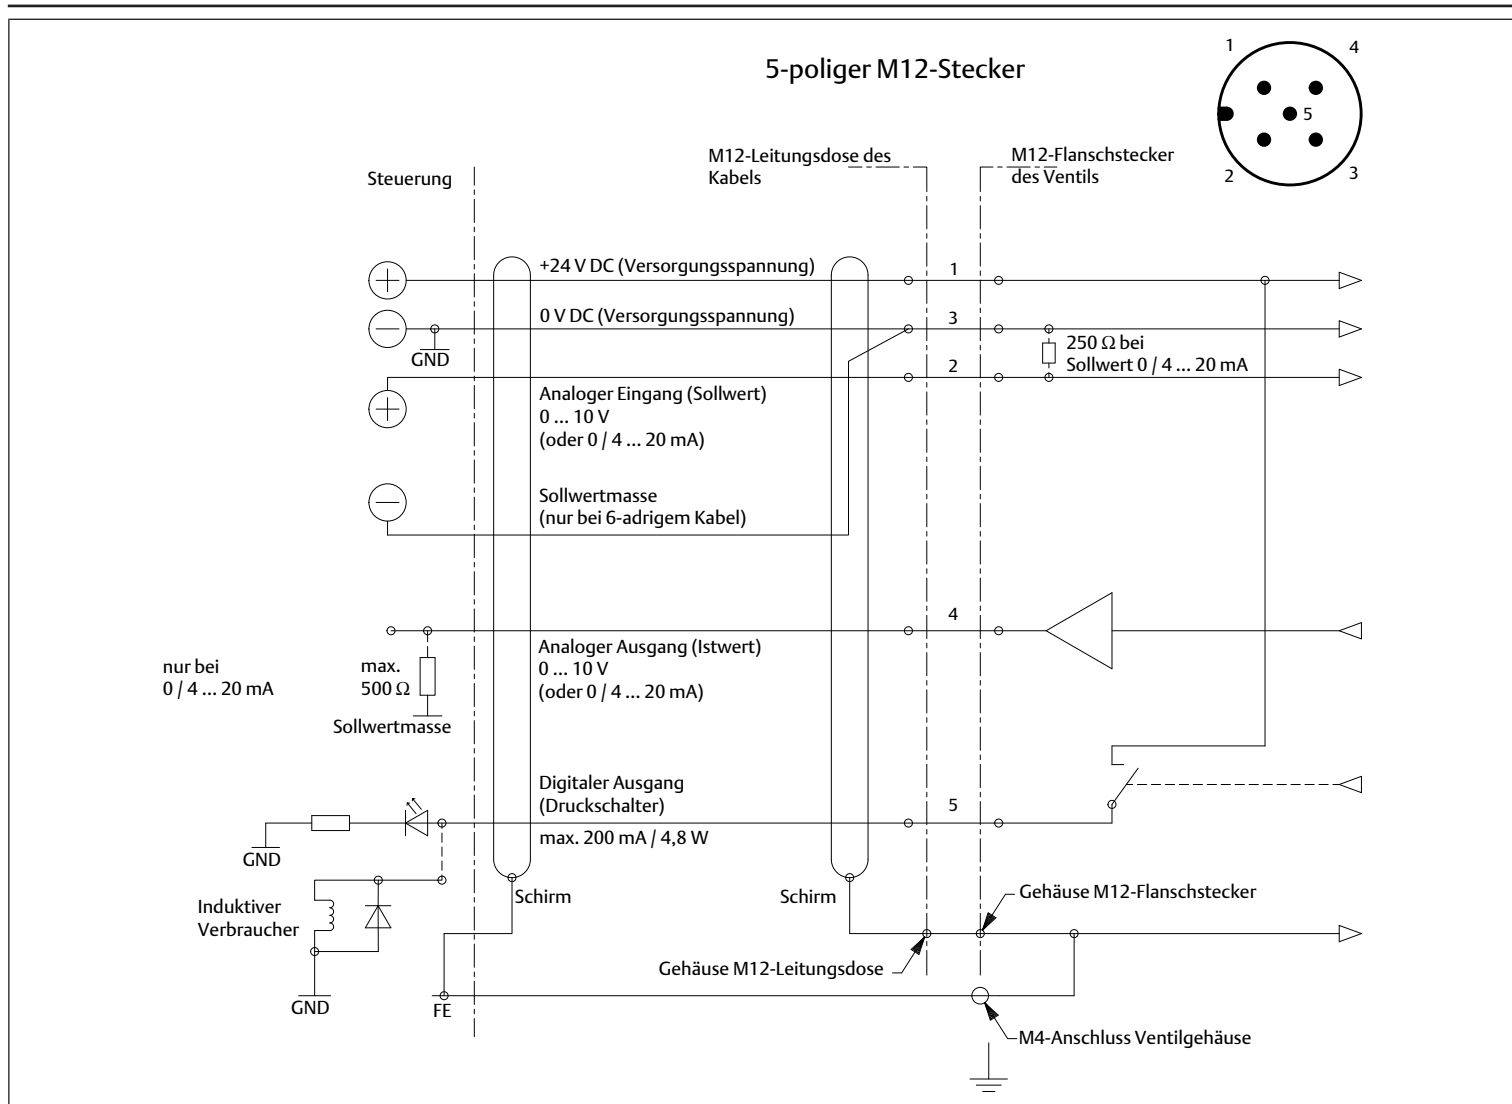 5-poliger M12-Stecker
1
4
5
2
3
Steuerung
M12-Leitungsdose des
Kabels
M12-Flanschstecker
des Ventils
+24 V DC (Versorgungsspannung)
1
0 V DC (Versorgungsspannung)
3
GND
250 Ω bei
Sollwert 0 / 4 ... 20 mA
2
Analoger Eingang (Sollwert)
0 ... 10 V
(oder 0 / 4 ... 20 mA)
Sollwertmasse
(nur bei 6-adrigem Kabel)
4
Analoger Ausgang (Istwert)
0 ... 10 V
(oder 0 / 4 ... 20 mA)
nur bei
0 / 4 ... 20 mA
max.
500 Ω
Sollwertmasse
Digitaler Ausgang
(Druckschalter)
max. 200 mA / 4,8 W
5
GND
Induktiver
Verbraucher
GND
Schirm
Schirm
Gehäuse M12-Flanschstecker
Gehäuse M12-Leitungsdose
FE
M4-Anschluss Ventilgehäuse